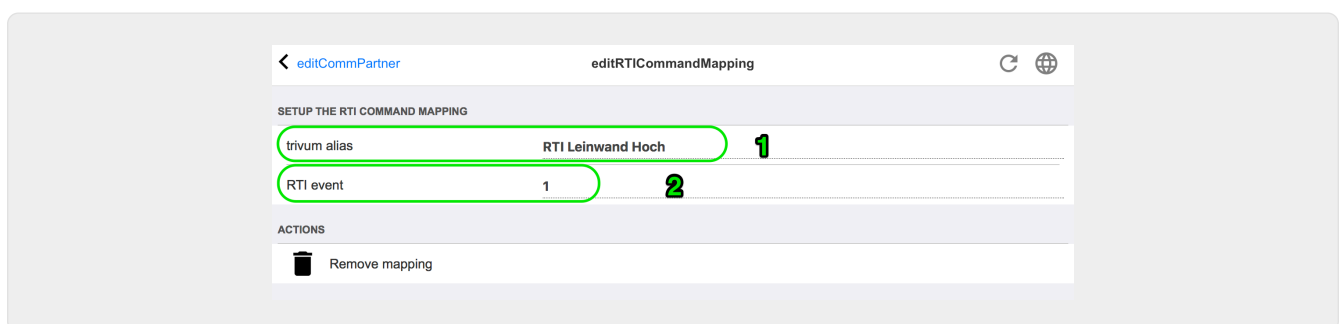 editCommPartner editRTICommandMapping
SETUP THE RTI COMMAND MAPPING
trivum alias RTI Leinwand Hoch 1
RTI event 1 2
ACTIONS
Remove mapping